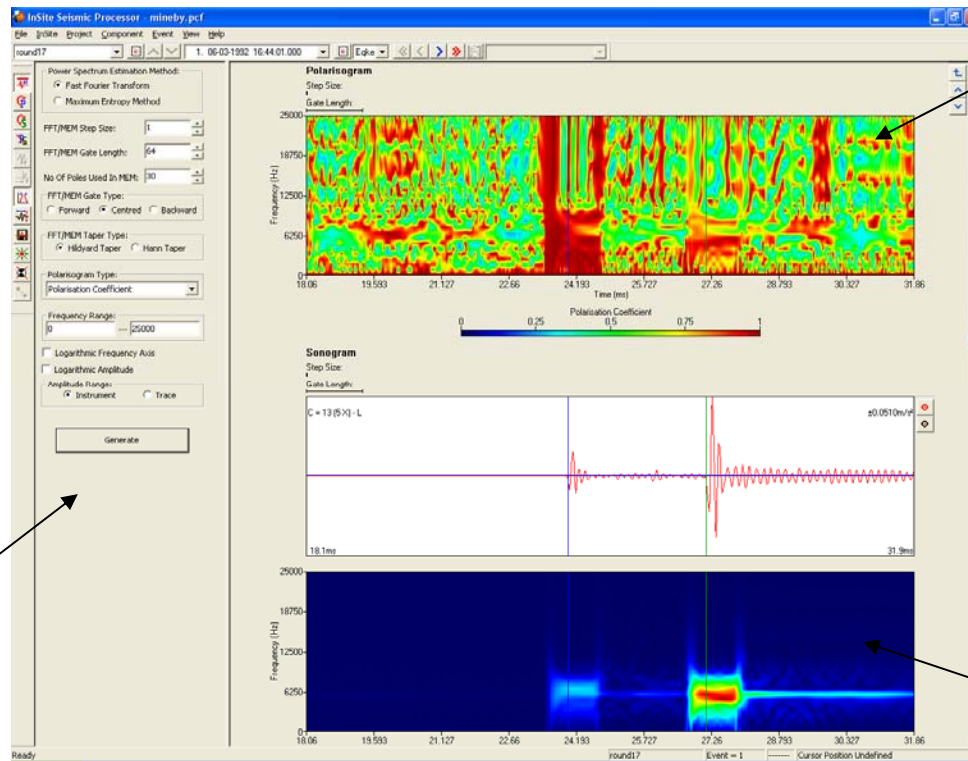 InSite Seismic Processor - mineby.pcf
File InSite Project Component Event View Help
round17 1. 06-03-1992 16:44:01.000 Eqke
Power Spectrum Estimation Method:
Fast Fourier Transform
Maximum Entropy Method
FFT/MEM Step Size: 1
FFT/MEM Gate Length: 64
No Of Poles Used In MEM: 30
FFT/MEM Gate Type:
Forward Centred Backward
FFT/MEM Taper Type:
Hildyard Taper Hann Taper
Polarisogram Type:
Polarisation Coefficient
Frequency Range:
0 --- 25000
Logarithmic Frequency Axis
Logarithmic Amplitude
Amplitude Range:
Instrument Trace
Generate
Polarisogram
Step Size:
Gate Length:
25000
18750
12500
6250
0
Frequency (Hz)
18.06 19.593 21.127 22.66 24.193 25.727 27.26 28.793 30.327 31.86
Time (ms)
Polarisation Coefficient
0 0.25 0.5 0.75 1
Sonogram
Step Size:
Gate Length:
C = 13 (5 X) - L ±0.0510m/s²
18.1ms 31.9ms
25000
18750
12500
6250
0
Frequency (Hz)
18.06 19.593 21.127 22.66 24.193 25.727 27.26 28.793 30.327 31.86
Ready round17 Event = 1 ------- Cursor Position Undefined